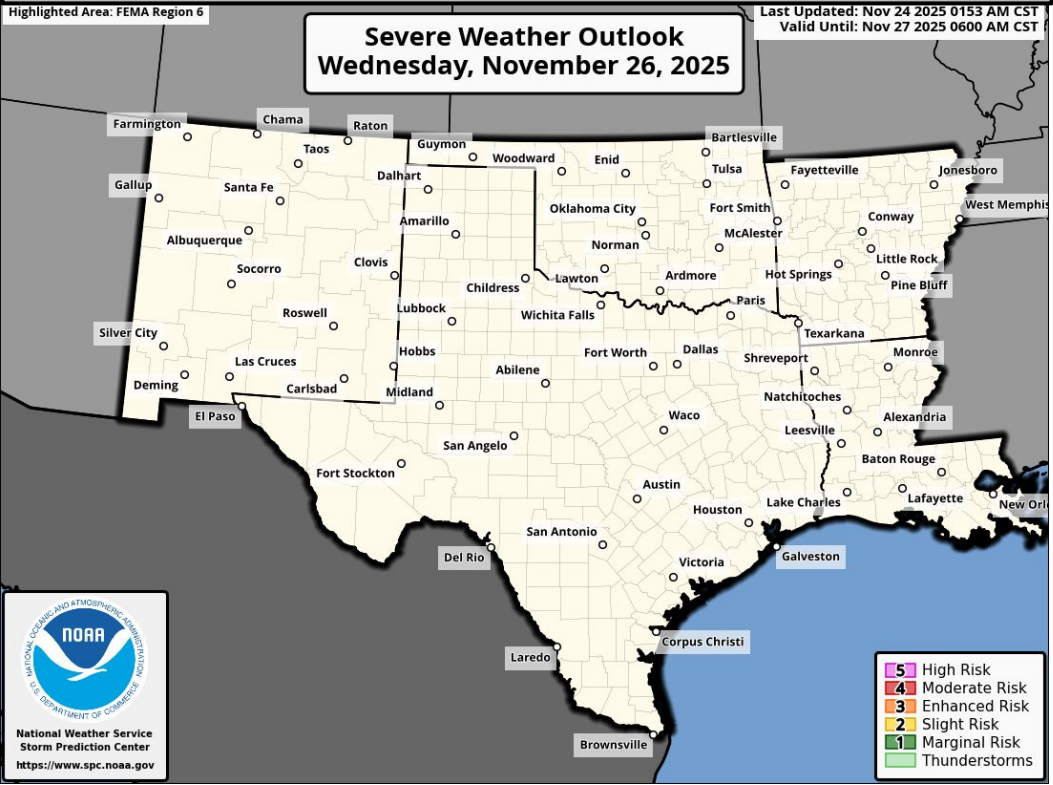 Highlighted Area: FEMA Region 6
Severe Weather Outlook
Wednesday, November 26, 2025
Last Updated: Nov 24 2025 0153 AM CST
Valid Until: Nov 27 2025 0600 AM CST
Farmington
Chama
Raton
Taos
Guymon
Woodward
Enid
Bartlesville
Tulsa
Fayetteville
Jonesboro
Gallup
Santa Fe
Dalhart
Oklahoma City
Fort Smith
West Memphis
Albuquerque
Amarillo
Norman
McAlester
Conway
Little Rock
Socorro
Clovis
Childress
Lawton
Ardmore
Hot Springs
Pine Bluff
Roswell
Lubbock
Wichita Falls
Paris
Texarkana
Silver City
Las Cruces
Hobbs
Fort Worth
Dallas
Shreveport
Monroe
Deming
Carlsbad
Midland
Abilene
Natchitoches
El Paso
San Angelo
Waco
Leesville
Alexandria
Fort Stockton
Baton Rouge
Austin
Houston
Lake Charles
Lafayette
New Orle
Del Rio
San Antonio
Galveston
Victoria
Corpus Christi
Laredo
Brownsville
NATIONAL OCEANIC AND ATMOSPHERIC ADMINISTRATION
NOAA
U.S. DEPARTMENT OF COMMERCE
National Weather Service
Storm Prediction Center
https://www.spc.noaa.gov
5 High Risk
4 Moderate Risk
3 Enhanced Risk
2 Slight Risk
1 Marginal Risk
Thunderstorms